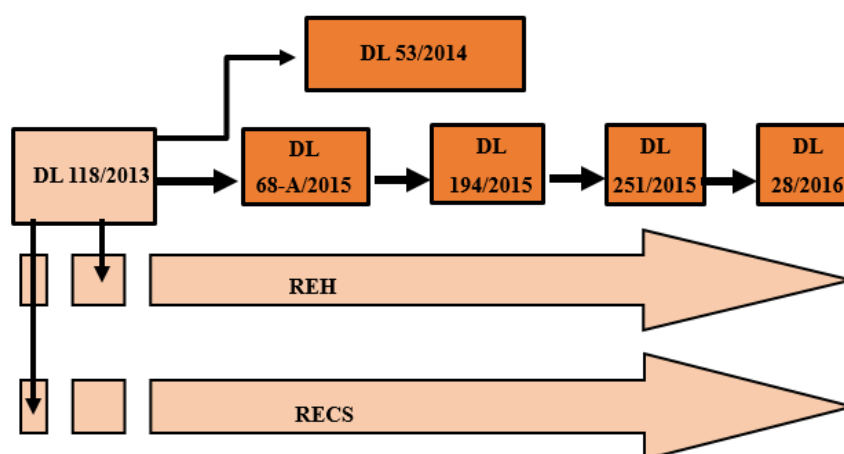 DL 53/2014
DL 118/2013
DL
68-A/2015
DL
194/2015
DL
251/2015
DL
28/2016
REH
RECS